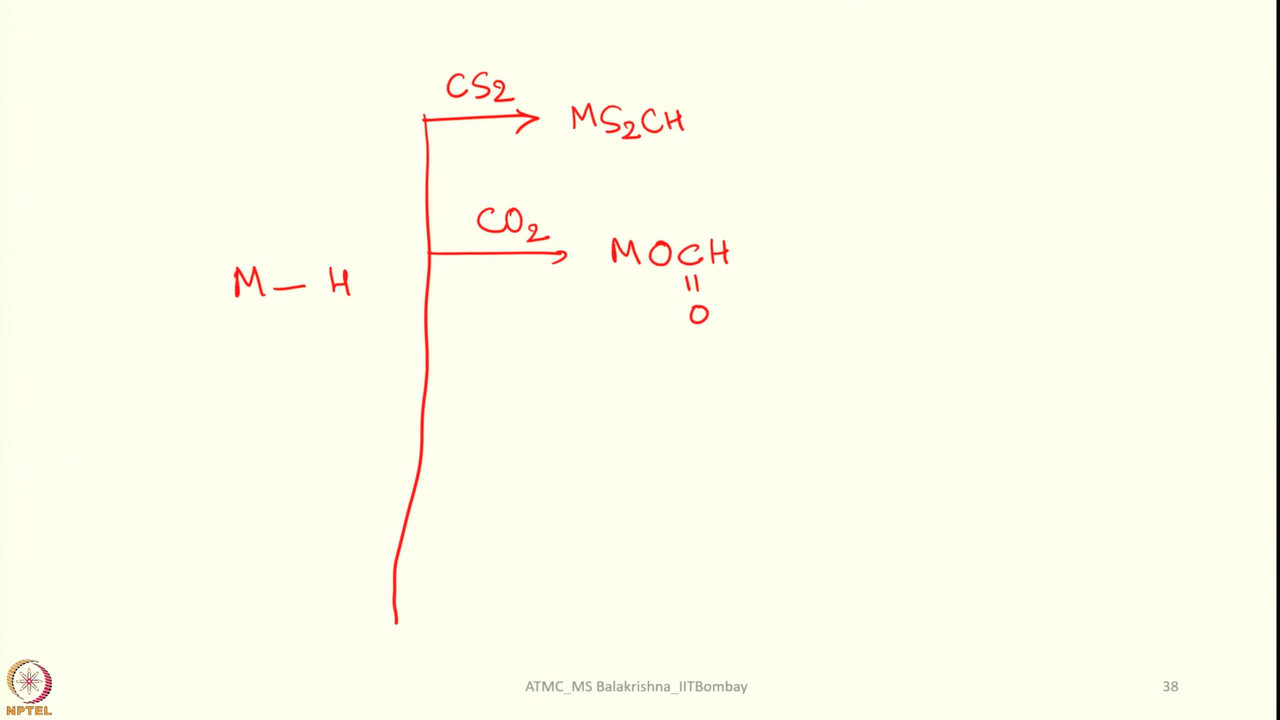 CS2
MS2CH
CO2
MOCH
M — H
=
O
NPTEL
ATMC_MS Balakrishna_IITBombay
38